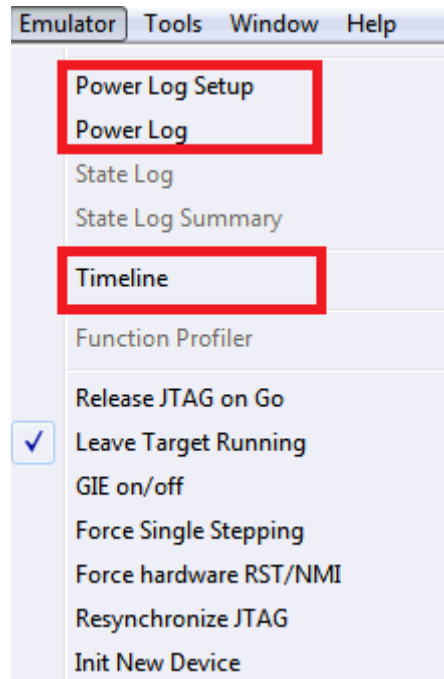 Emulator Tools Window Help
Power Log Setup
Power Log
State Log
State Log Summary
Timeline
Function Profiler
Release JTAG on Go
Leave Target Running
GIE on/off
Force Single Stepping
Force hardware RST/NMI
Resynchronize JTAG
Init New Device